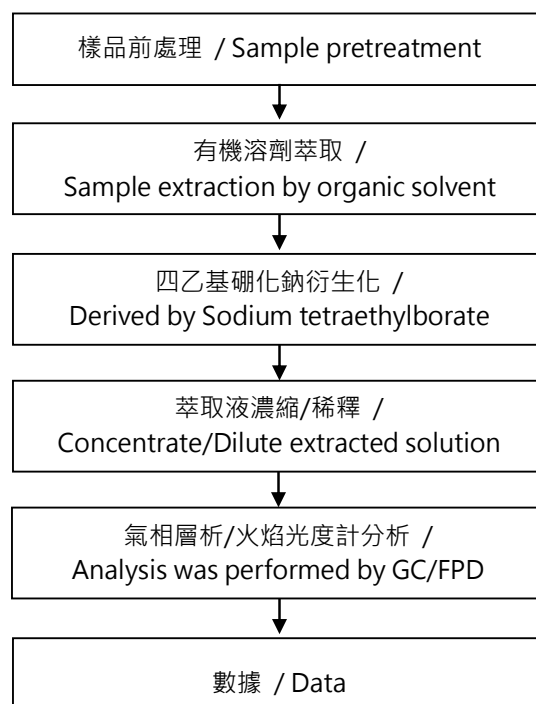 樣品前處理 / Sample pretreatment
有機溶劑萃取 /
Sample extraction by organic solvent
四乙基硼化鈉衍生化 /
Derived by Sodium tetraethylborate
萃取液濃縮/稀釋 /
Concentrate/Dilute extracted solution
氣相層析/火焰光度計分析 /
Analysis was performed by GC/FPD
數據 / Data